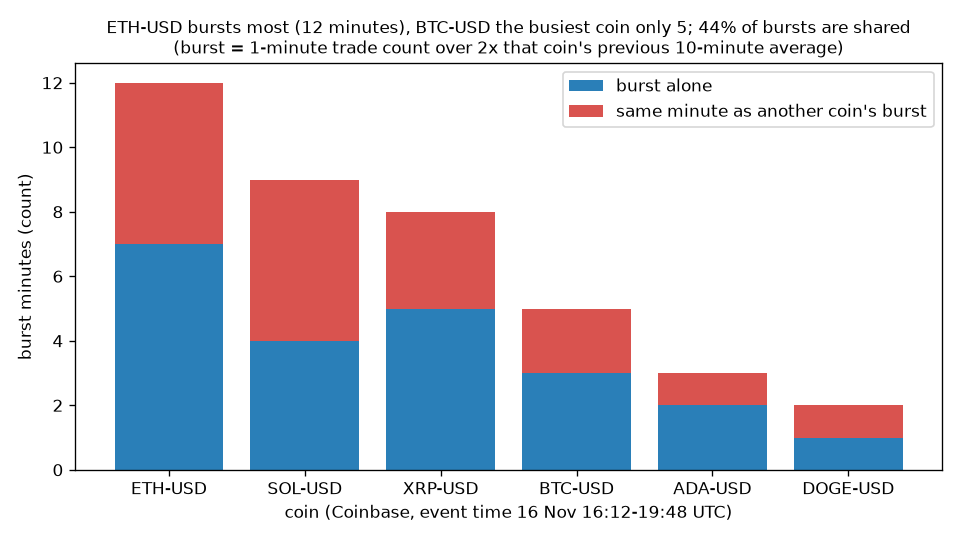 ETH-USD bursts most (12 minutes), BTC-USD the busiest coin only 5; 44% of bursts are shared
(burst = 1-minute trade count over 2x that coin's previous 10-minute average)
burst alone
same minute as another coin's burst
burst minutes (count)
12
10
8
6
4
2
0
ETH-USD SOL-USD XRP-USD BTC-USD ADA-USD DOGE-USD
coin (Coinbase, event time 16 Nov 16:12-19:48 UTC)